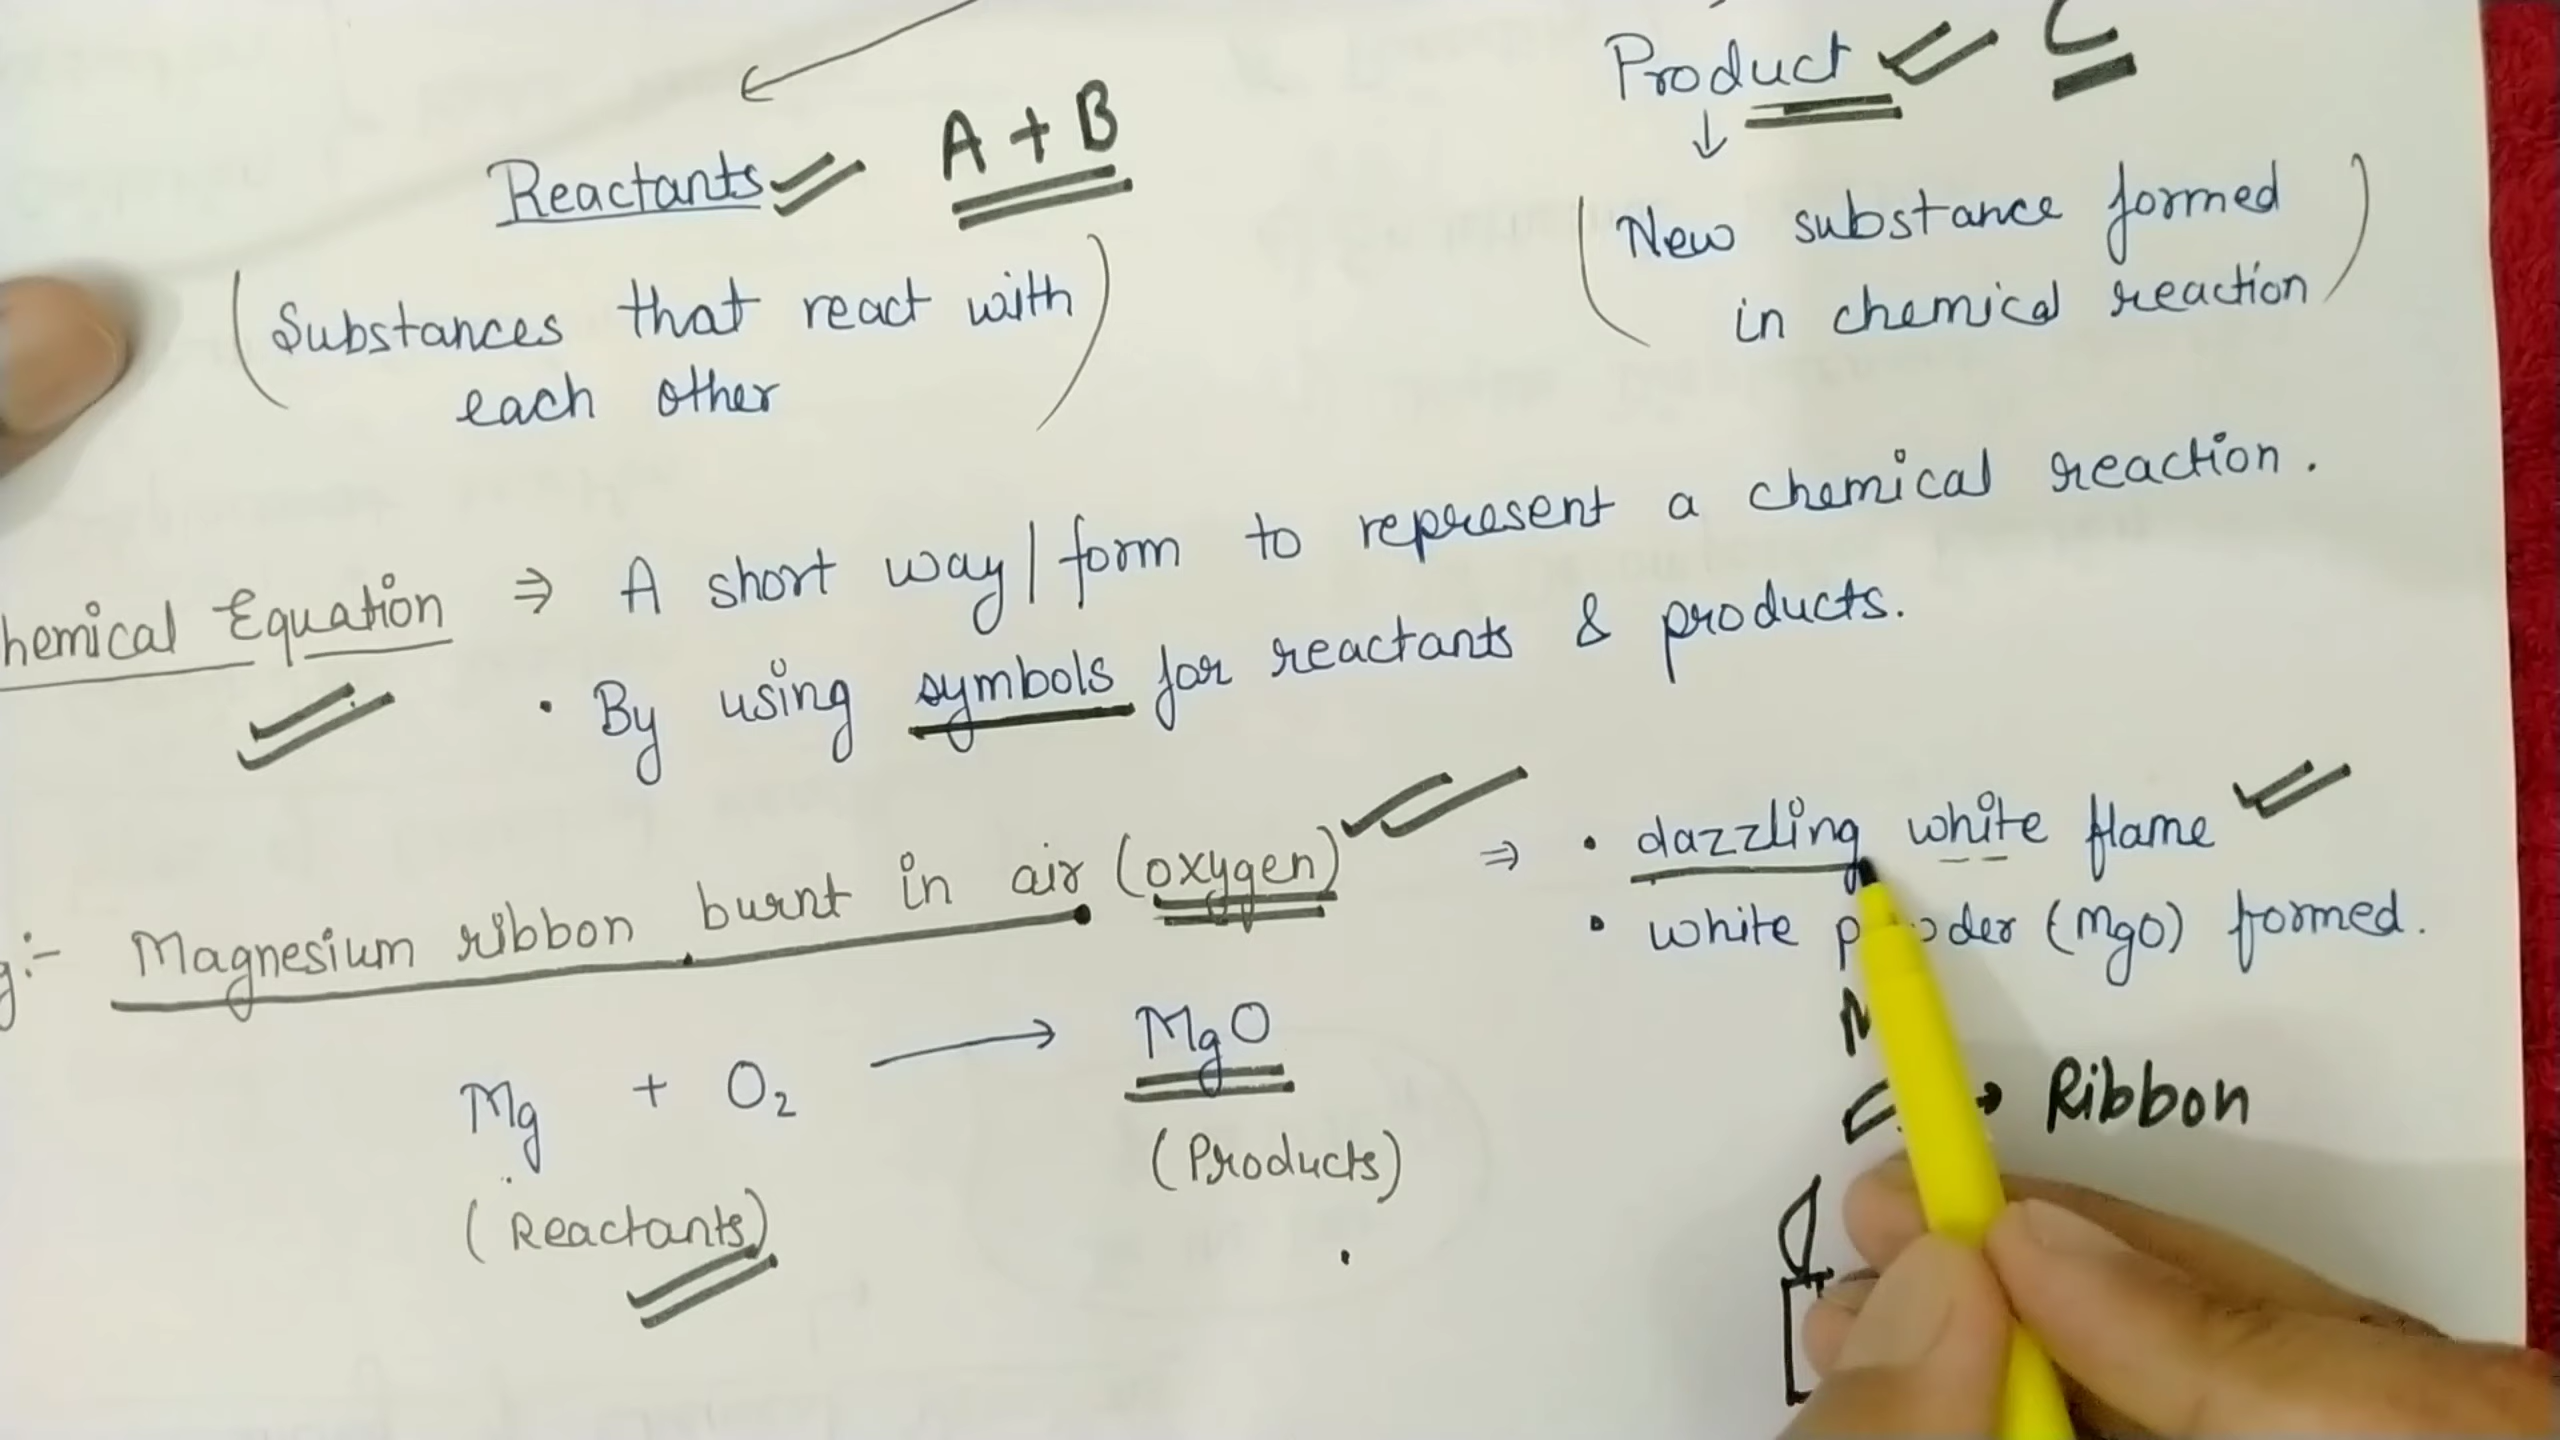 Product C
Reactants A + B
↓
(New substance formed
in chemical reaction)
(Substances that react with
each other)
hemical Equation ⇒ A short way/form to represent a chemical reaction.
• By using symbols for reactants & products.
g:- Magnesium ribbon burnt in air (oxygen) ⇒ • dazzling white flame
• white (MgO) formed.
Mg + O₂ → MgO
→ Ribbon
(Products)
(Reactants)